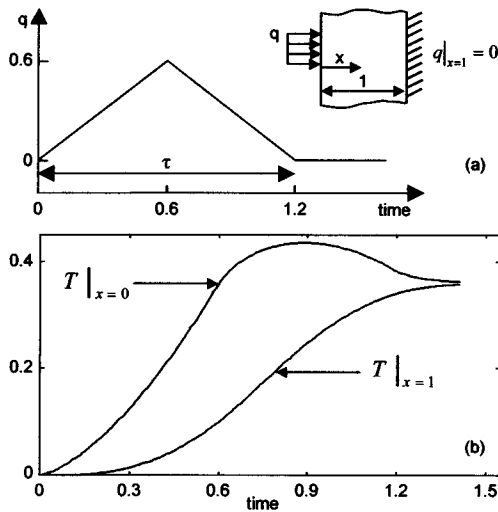 q
0.6
0
τ
0 0.6 1.2 time
(a)
q
x
1
q|x=1 = 0
0.4
0.2
0
T|x=0
T|x=1
(b)
0 0.3 0.6 0.9 1.2 1.5
time